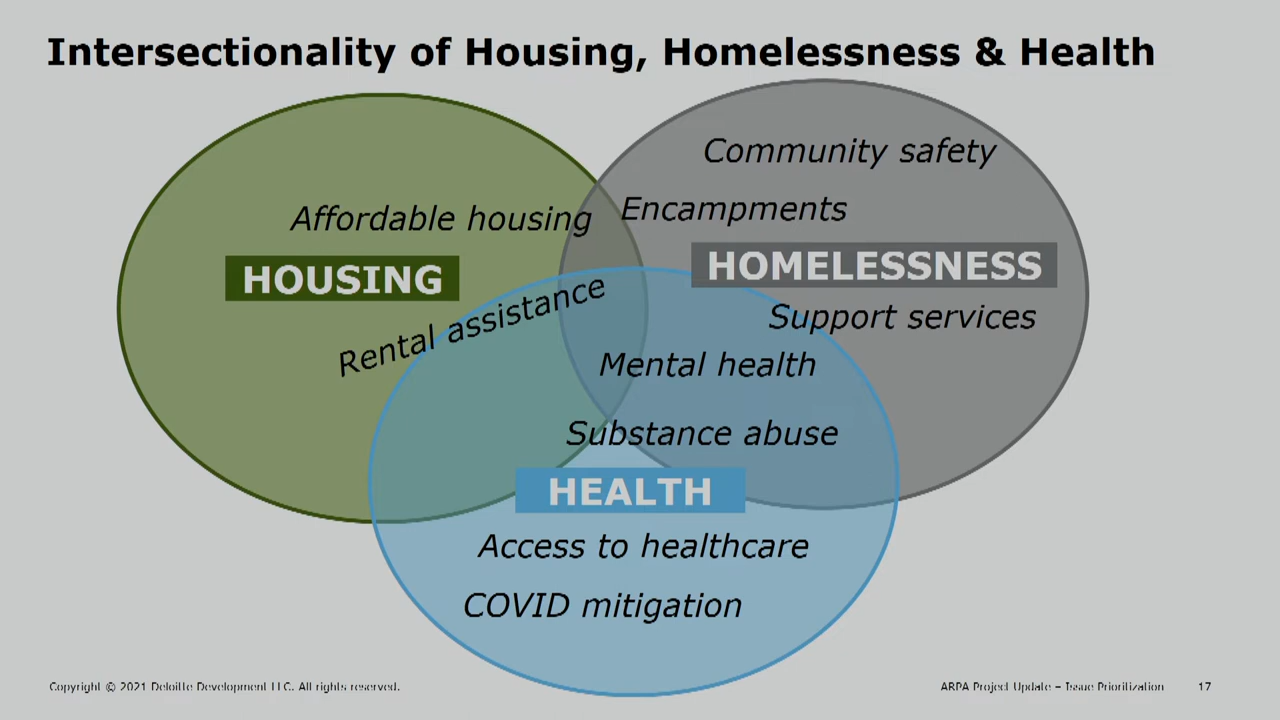 Intersectionality of Housing, Homelessness & Health
Community safety
Affordable housing
Encampments
HOUSING
HOMELESSNESS
Rental assistance
Support services
Mental health
Substance abuse
HEALTH
Access to healthcare
COVID mitigation
Copyright © 2021 Deloitte Development LLC. All rights reserved.
ARPA Project Update – Issue Prioritization 17